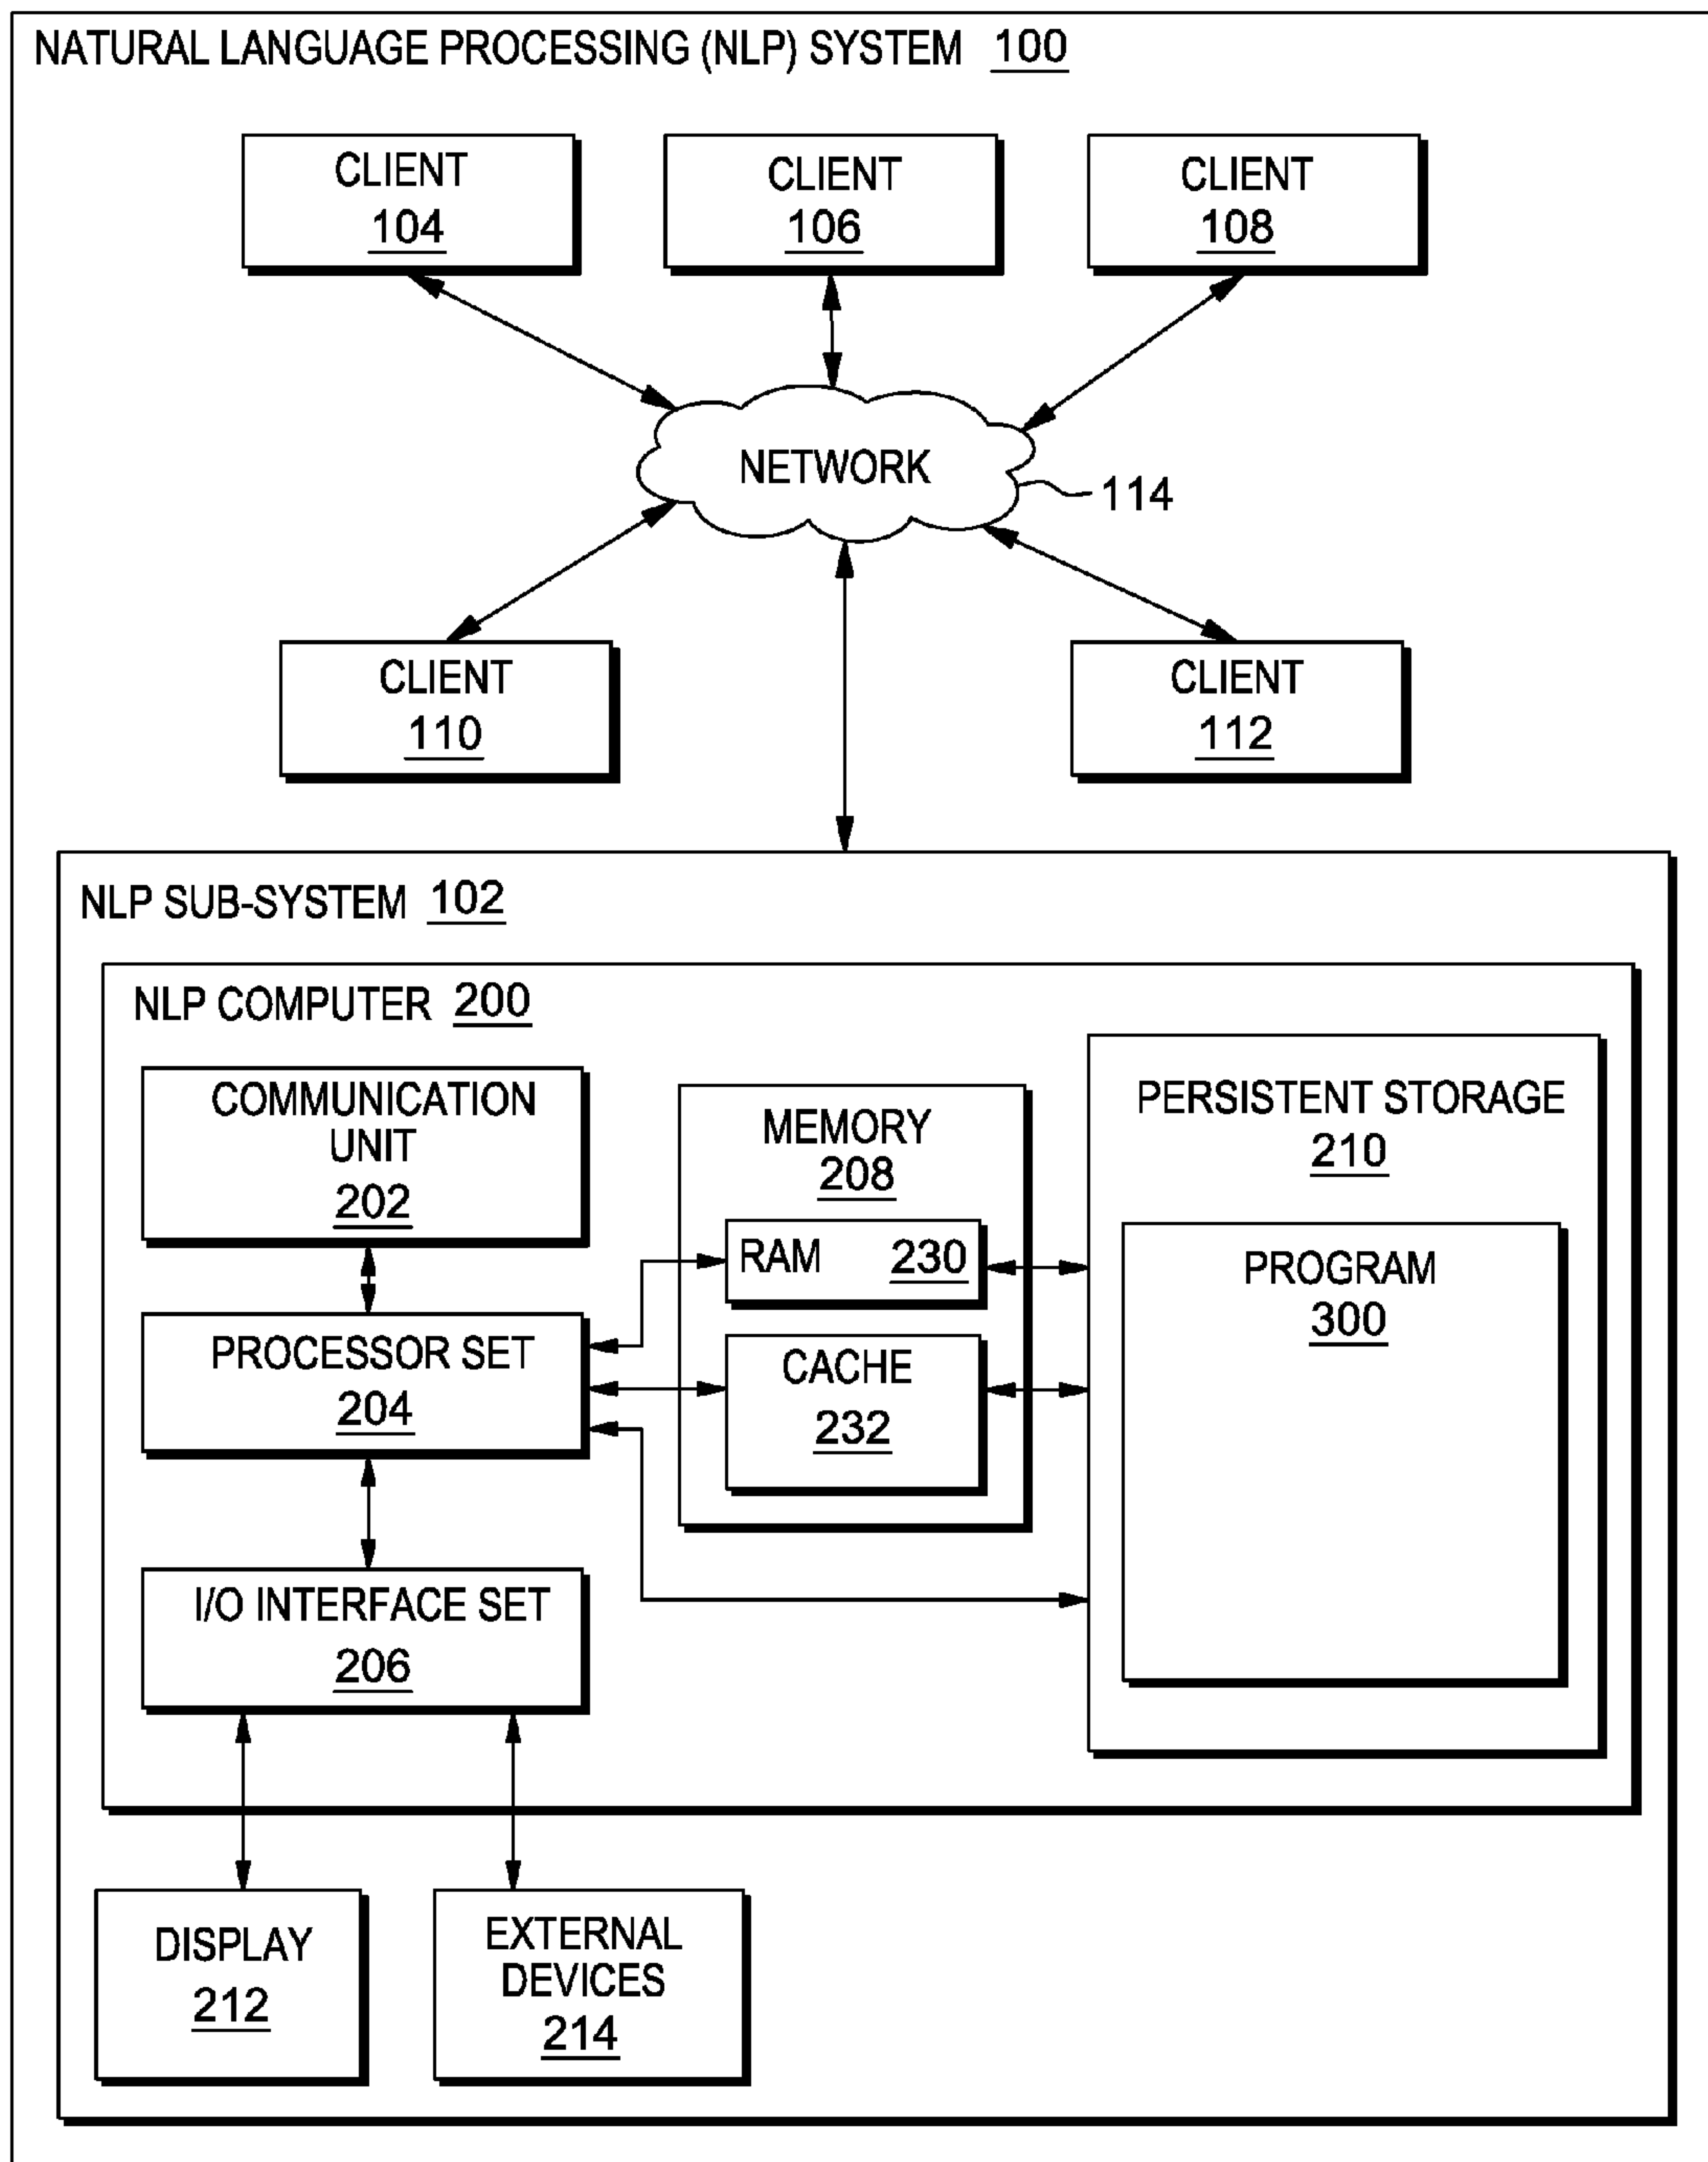 NATURAL LANGUAGE PROCESSING (NLP) SYSTEM 100
CLIENT
104
CLIENT
106
CLIENT
108
NETWORK
114
CLIENT
110
CLIENT
112
NLP SUB-SYSTEM 102
NLP COMPUTER 200
COMMUNICATION
UNIT
202
PROCESSOR SET
204
I/O INTERFACE SET
206
MEMORY
208
RAM 230
CACHE
232
PERSISTENT STORAGE
210
PROGRAM
300
DISPLAY
212
EXTERNAL
DEVICES
214